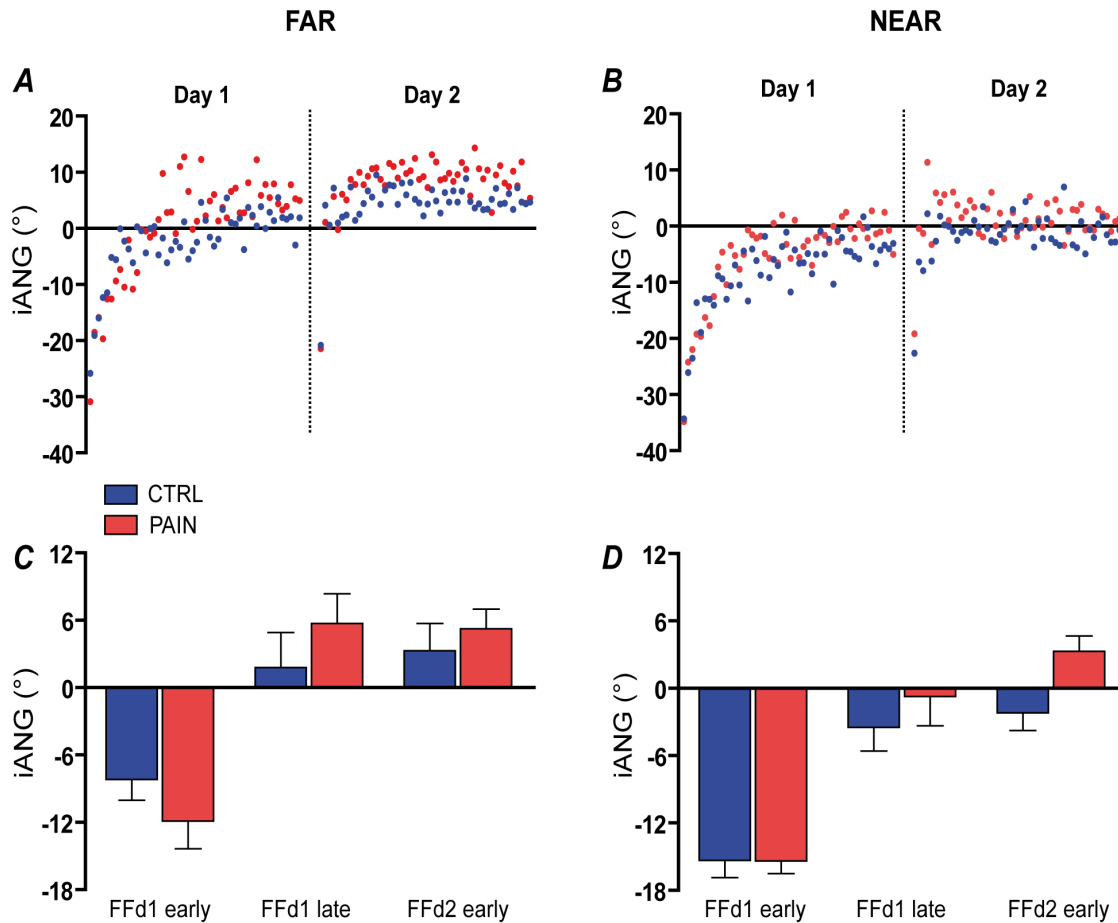 FAR
NEAR
A
B
Day 1
Day 2
Day 1
Day 2
20
10
0
-10
-20
-30
-40
iANG (°)
20
10
0
-10
-20
-30
-40
iANG (°)
CTRL
PAIN
C
D
12
6
0
-6
-12
-18
iANG (°)
12
6
0
-6
-12
-18
iANG (°)
FFd1 early
FFd1 late
FFd2 early
FFd1 early
FFd1 late
FFd2 early